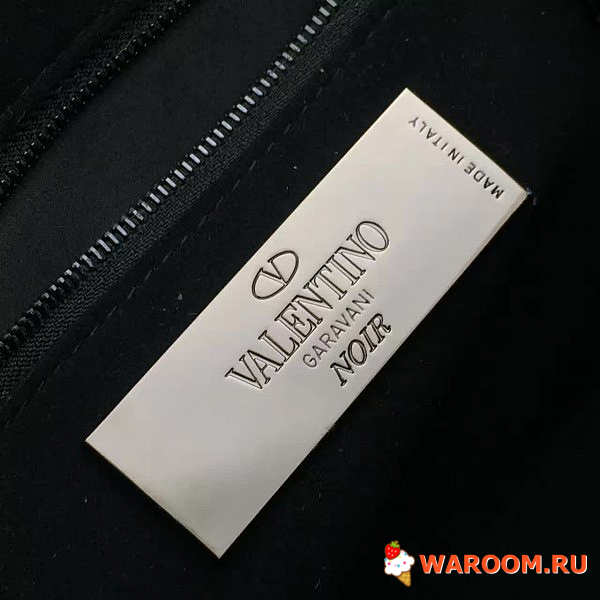 MADE IN ITALY
V
VALENTINO
GARAVANI
NOIR
WAROOM.RU